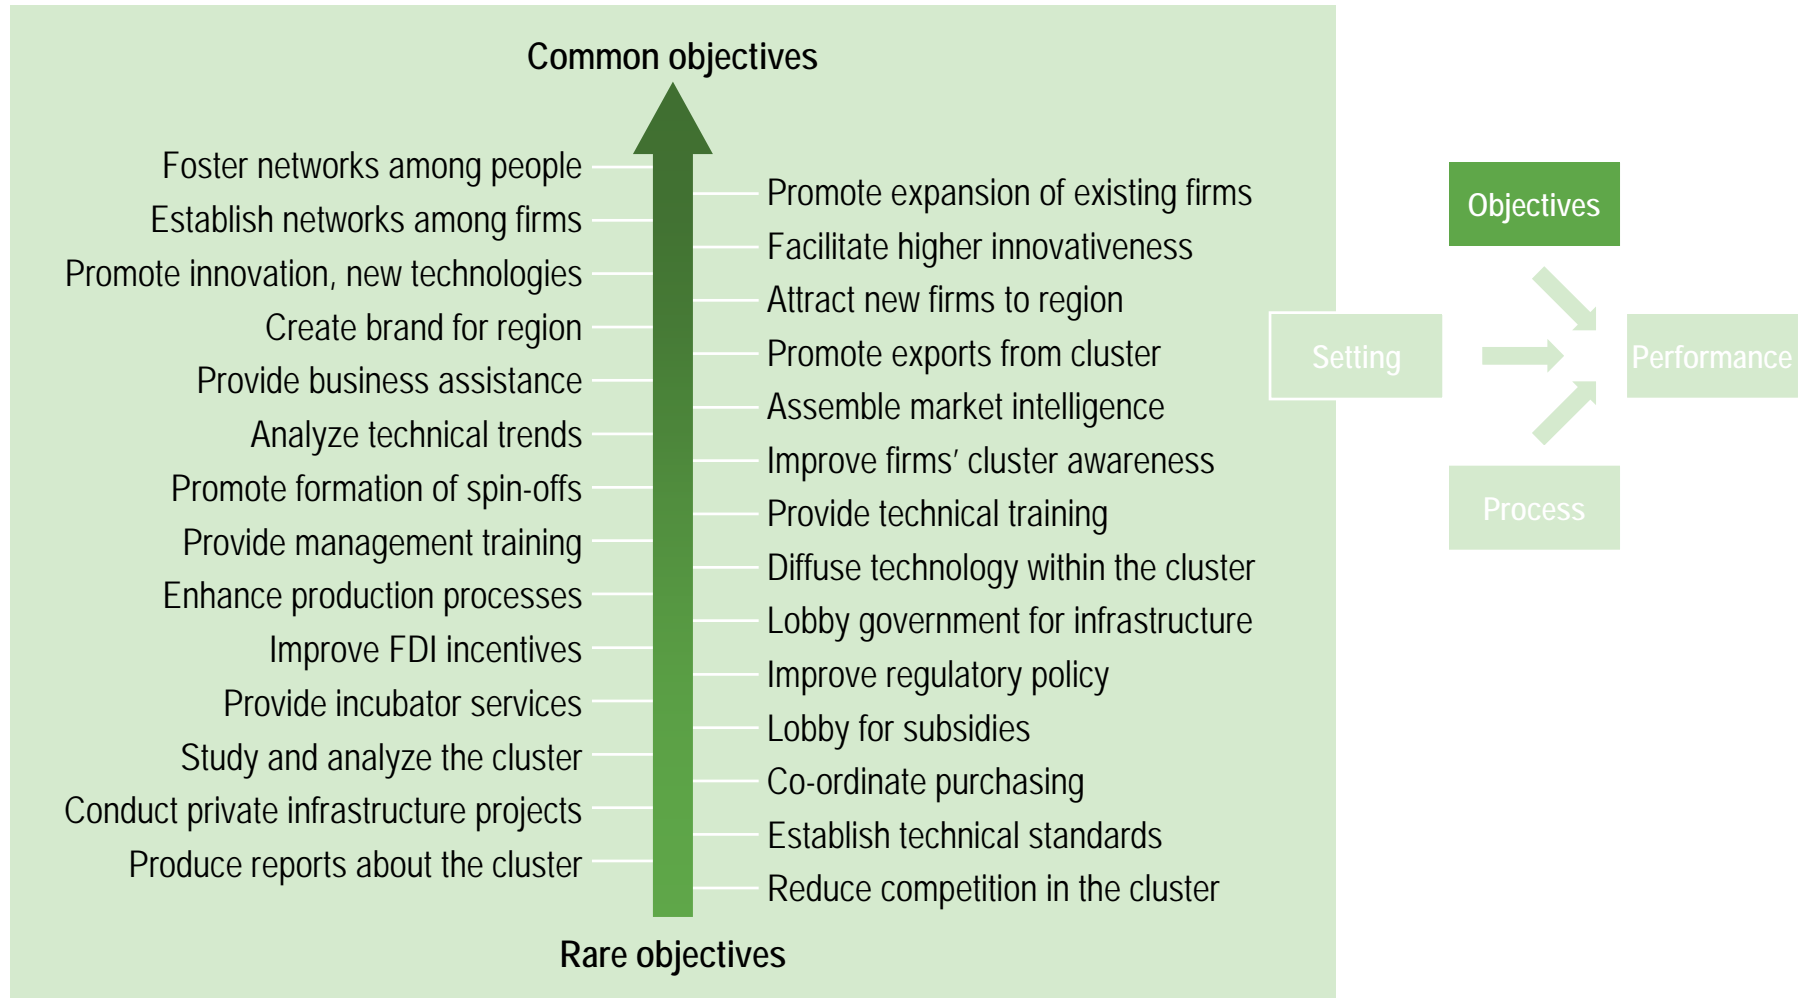 Common objectives
Foster networks among people
Promote expansion of existing firms
Establish networks among firms
Facilitate higher innovativeness
Promote innovation, new technologies
Attract new firms to region
Create brand for region
Promote exports from cluster
Provide business assistance
Assemble market intelligence
Analyze technical trends
Improve firms’ cluster awareness
Promote formation of spin-offs
Provide technical training
Provide management training
Diffuse technology within the cluster
Enhance production processes
Lobby government for infrastructure
Improve FDI incentives
Improve regulatory policy
Provide incubator services
Lobby for subsidies
Study and analyze the cluster
Co-ordinate purchasing
Conduct private infrastructure projects
Establish technical standards
Produce reports about the cluster
Reduce competition in the cluster
Rare objectives
Objectives
Setting
Performance
Process